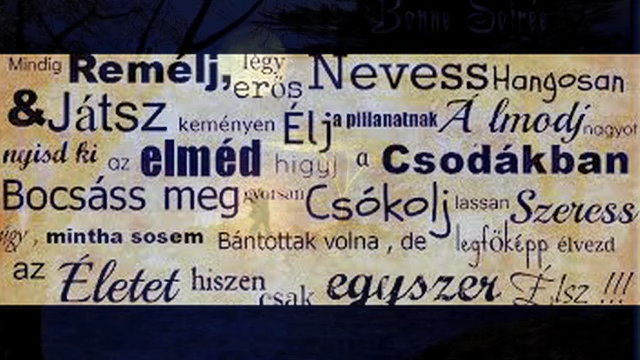 Bonne Soirée
Mindig Remélj, légy erős Nevess Hangosan
& Játsz keményen Élj a pillanatnak Álmodj nagyot
nyisd ki az elméd higyj a Csodákban
Bocsáss meg gyorsan Csókolj lassan Szeress
úgy, mintha sosem Bántottak volna, de legfőképp élvezd
az Életet hiszen csak egyszer Élsz !!!